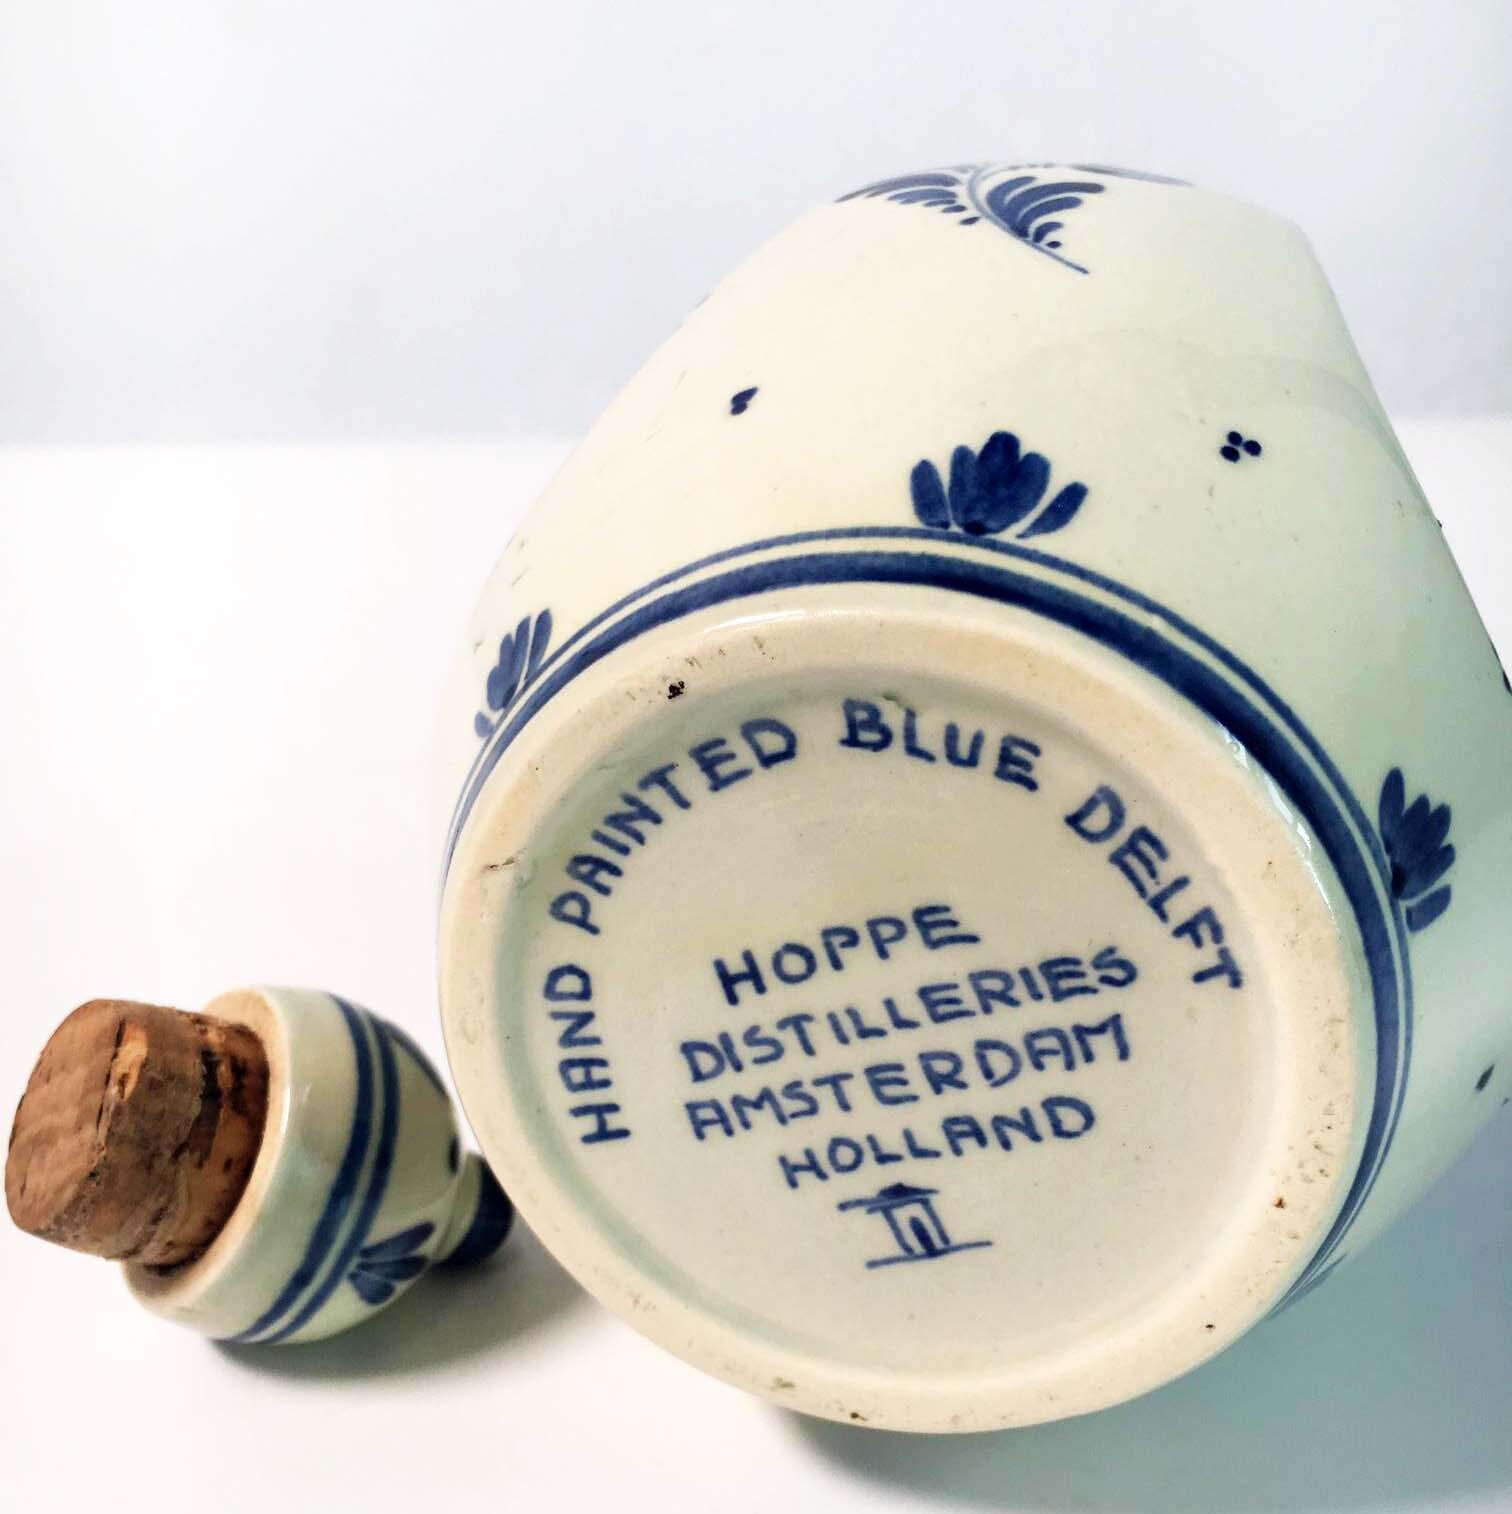 HAND PAINTED BLUE DELFT
HOPPE
DISTILLERIES
AMSTERDAM
HOLLAND